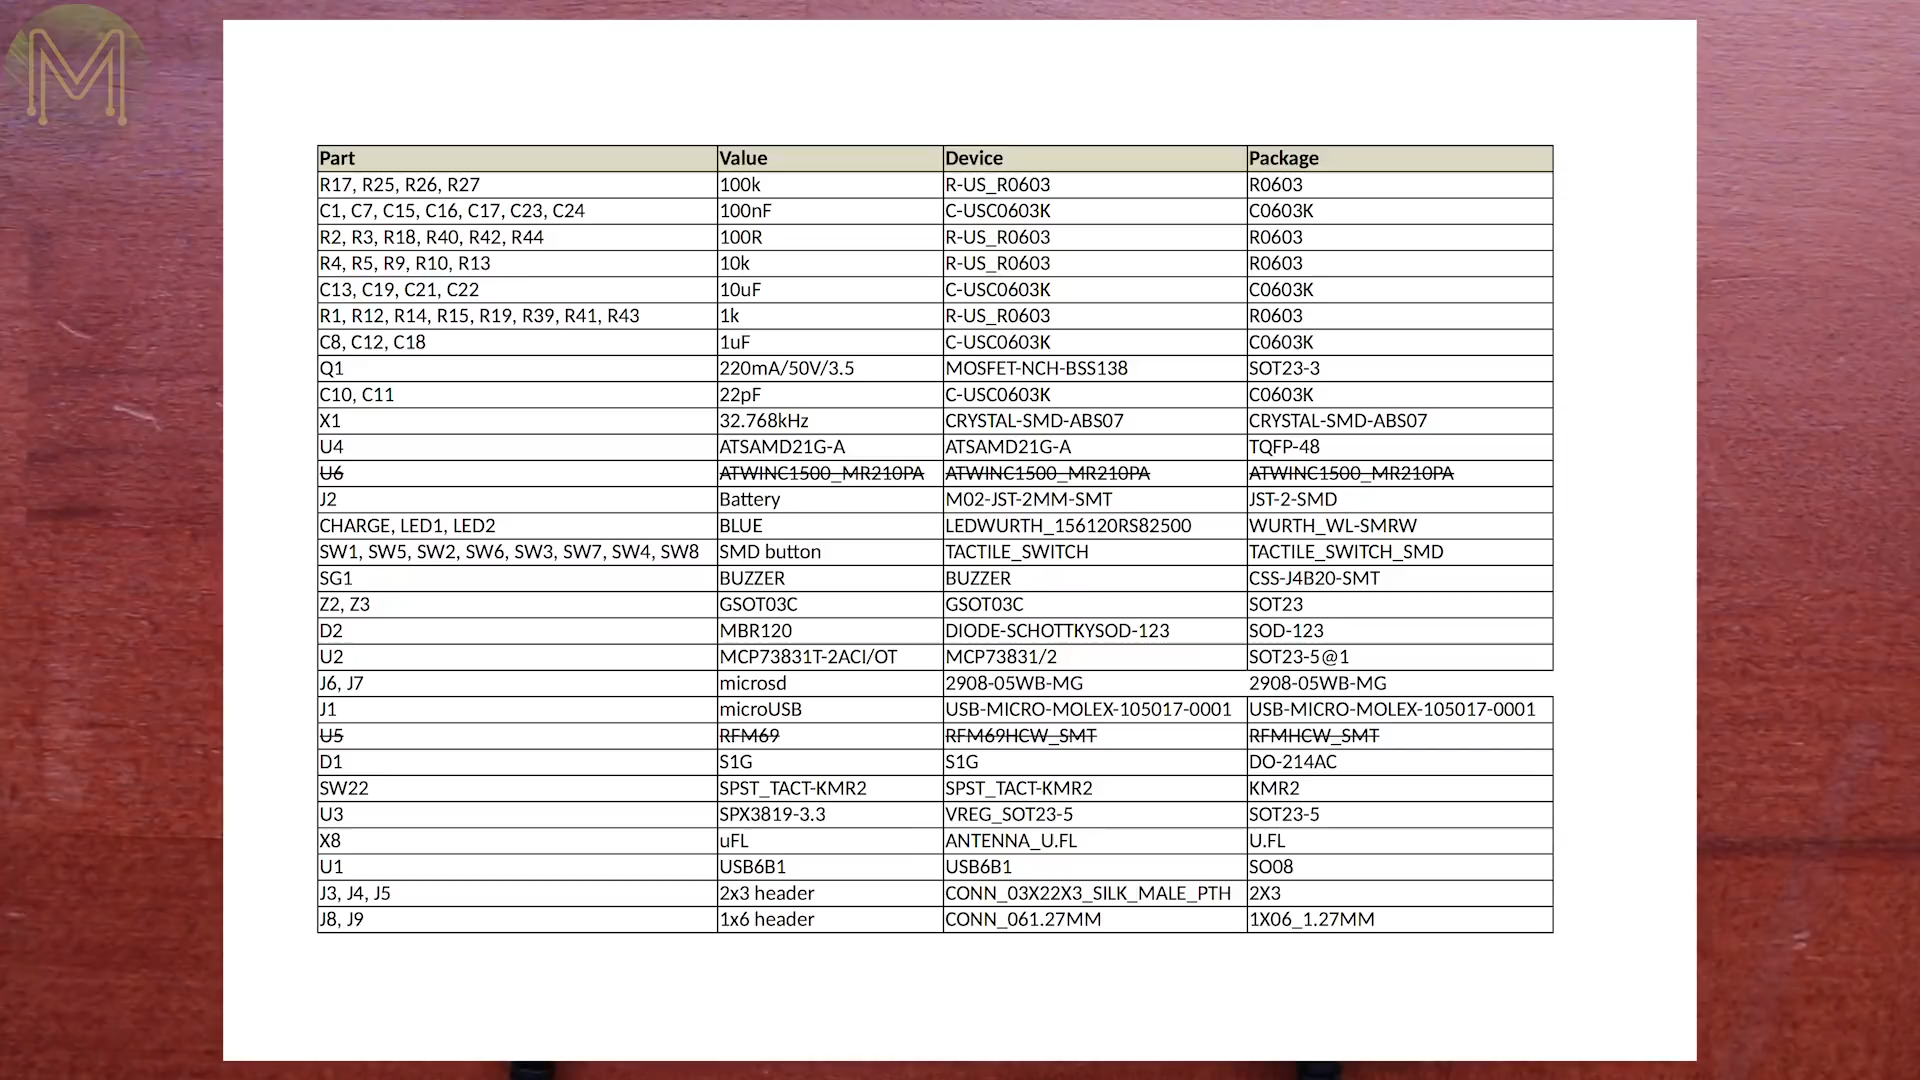 M
Part Value Device Package
R17, R25, R26, R27 100k R-US_R0603 R0603
C1, C7, C15, C16, C17, C23, C24 100nF C-USC0603K C0603K
R2, R3, R18, R40, R42, R44 100R R-US_R0603 R0603
R4, R5, R9, R10, R13 10k R-US_R0603 R0603
C13, C19, C21, C22 10uF C-USC0603K C0603K
R1, R12, R14, R15, R19, R39, R41, R43 1k R-US_R0603 R0603
C8, C12, C18 1uF C-USC0603K C0603K
Q1 220mA/50V/3.5 MOSFET-NCH-BSS138 SOT23-3
C10, C11 22pF C-USC0603K C0603K
X1 32.768kHz CRYSTAL-SMD-ABS07 CRYSTAL-SMD-ABS07
U4 ATSAMD21G-A ATSAMD21G-A TQFP-48
U6 ATWINC1500_MR210PA ATWINC1500_MR210PA ATWINC1500_MR210PA
J2 Battery M02-JST-2MM-SMT JST-2-SMD
CHARGE, LED1, LED2 BLUE LEDWURTH_156120RS82500 WURTH_WL-SMRW
SW1, SW5, SW2, SW6, SW3, SW7, SW4, SW8 SMD button TACTILE_SWITCH TACTILE_SWITCH_SMD
SG1 BUZZER BUZZER CSS-J4B20-SMT
Z2, Z3 GSOT03C GSOT03C SOT23
D2 MBR120 DIODE-SCHOTTKYSOD-123 SOD-123
U2 MCP73831T-2ACI/OT MCP73831/2 SOT23-5@1
J6, J7 microsd 2908-05WB-MG 2908-05WB-MG
J1 microUSB USB-MICRO-MOLEX-105017-0001 USB-MICRO-MOLEX-105017-0001
U5 RFM69 RFM69HCW_SMT RFMHCW_SMT
D1 S1G S1G DO-214AC
SW22 SPST_TACT-KMR2 SPST_TACT-KMR2 KMR2
U3 SPX3819-3.3 VREG_SOT23-5 SOT23-5
X8 uFL ANTENNA_U.FL U.FL
U1 USB6B1 USB6B1 SO08
J3, J4, J5 2x3 header CONN_03X22X3_SILK_MALE_PTH 2X3
J8, J9 1x6 header CONN_061.27MM 1X06_1.27MM